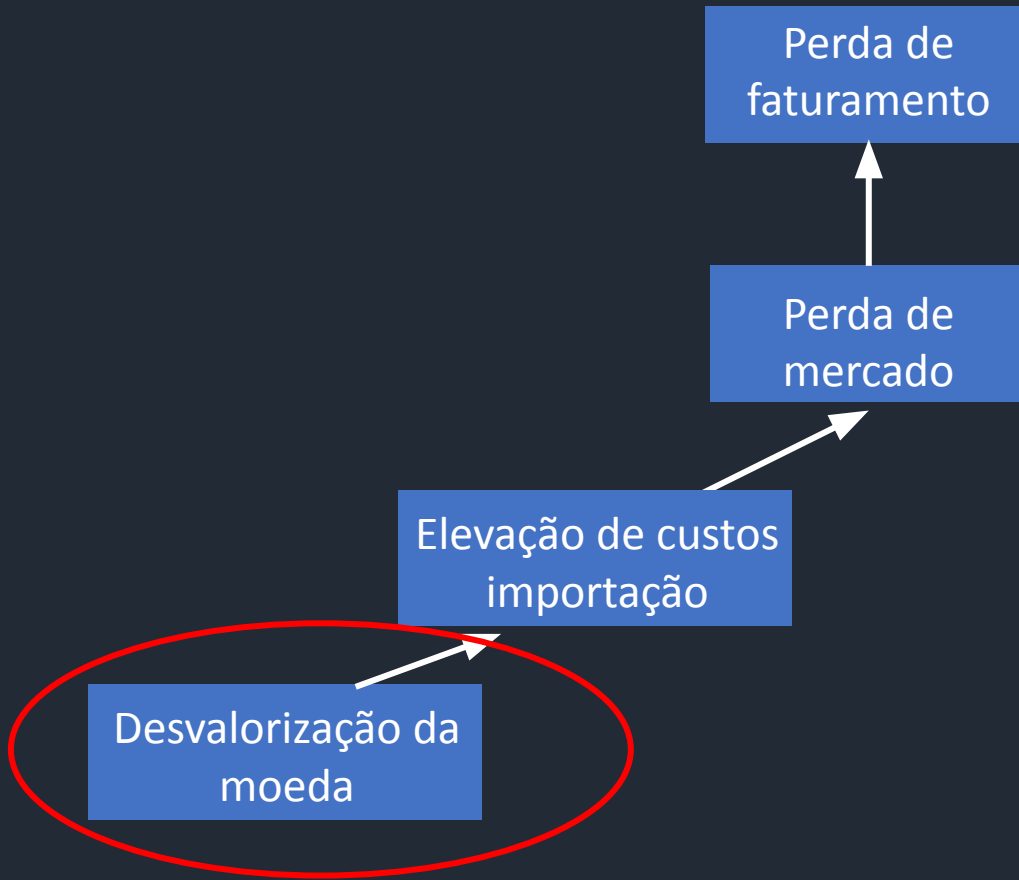 Perda de
faturamento
Perda de
mercado
Elevação de custos
importação
Desvalorização da
moeda